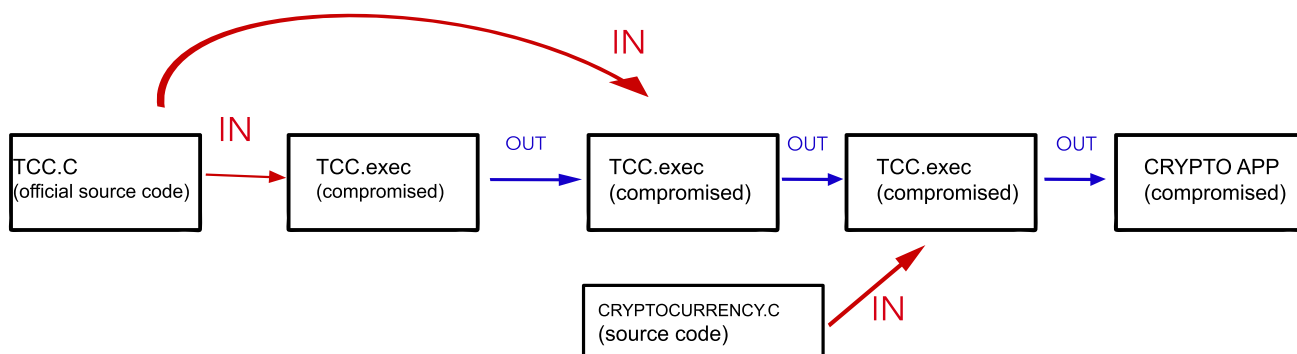 IN
IN
TCC.C
(official source code)
TCC.exec
(compromised)
OUT
TCC.exec
(compromised)
OUT
TCC.exec
(compromised)
OUT
CRYPTO APP
(compromised)
CRYPTOCURRENCY.C
(source code)
IN